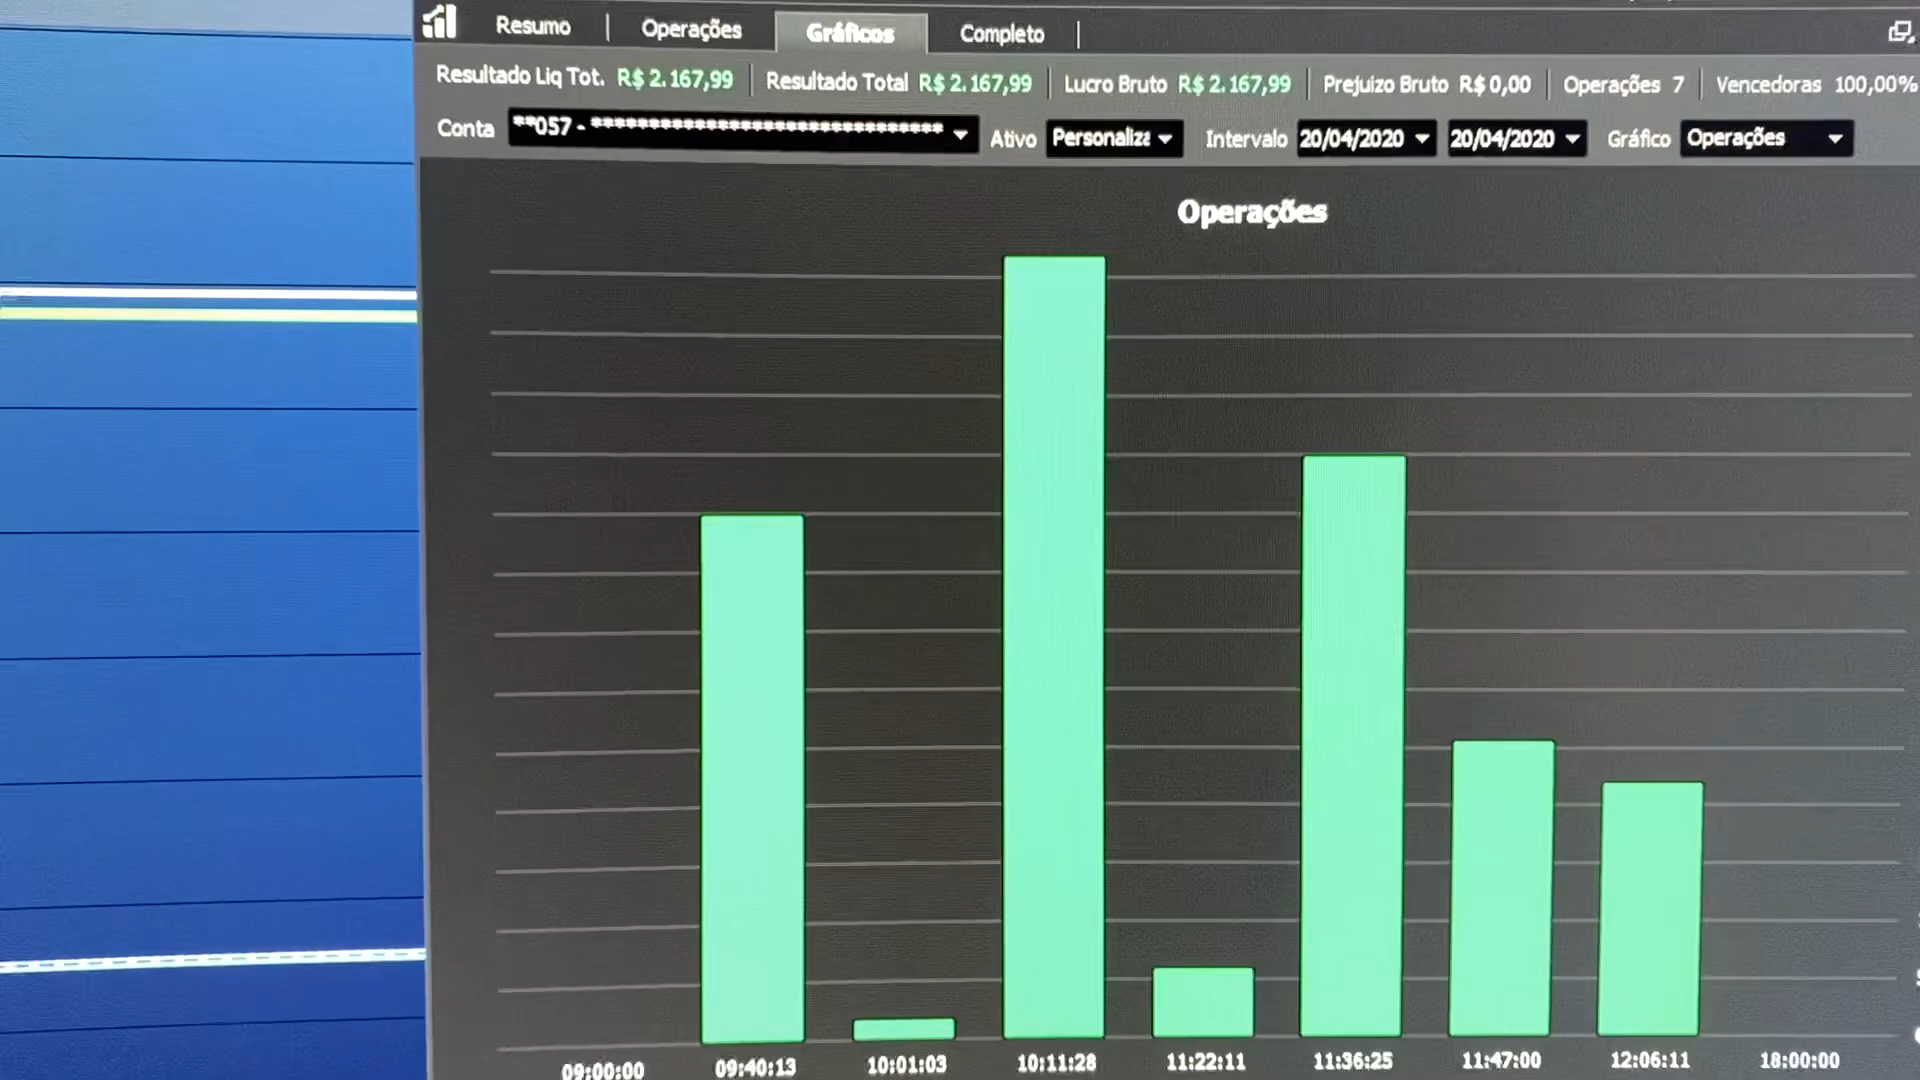 Resumo | Operações Gráficos Completo |
Resultado Liq Tot. R$ 2.167,99 Resultado Total R$ 2.167,99 Lucro Bruto R$ 2.167,99 Prejuizo Bruto R$ 0,00 Operações 7 Vencedoras 100,00%
Conta **057 - ******************************* Ativo Personaliza Intervalo 20/04/2020 20/04/2020 Gráfico Operações
Operações
09:00:00 09:40:13 10:01:03 10:11:28 11:22:11 11:36:25 11:47:00 12:06:11 18:00:00